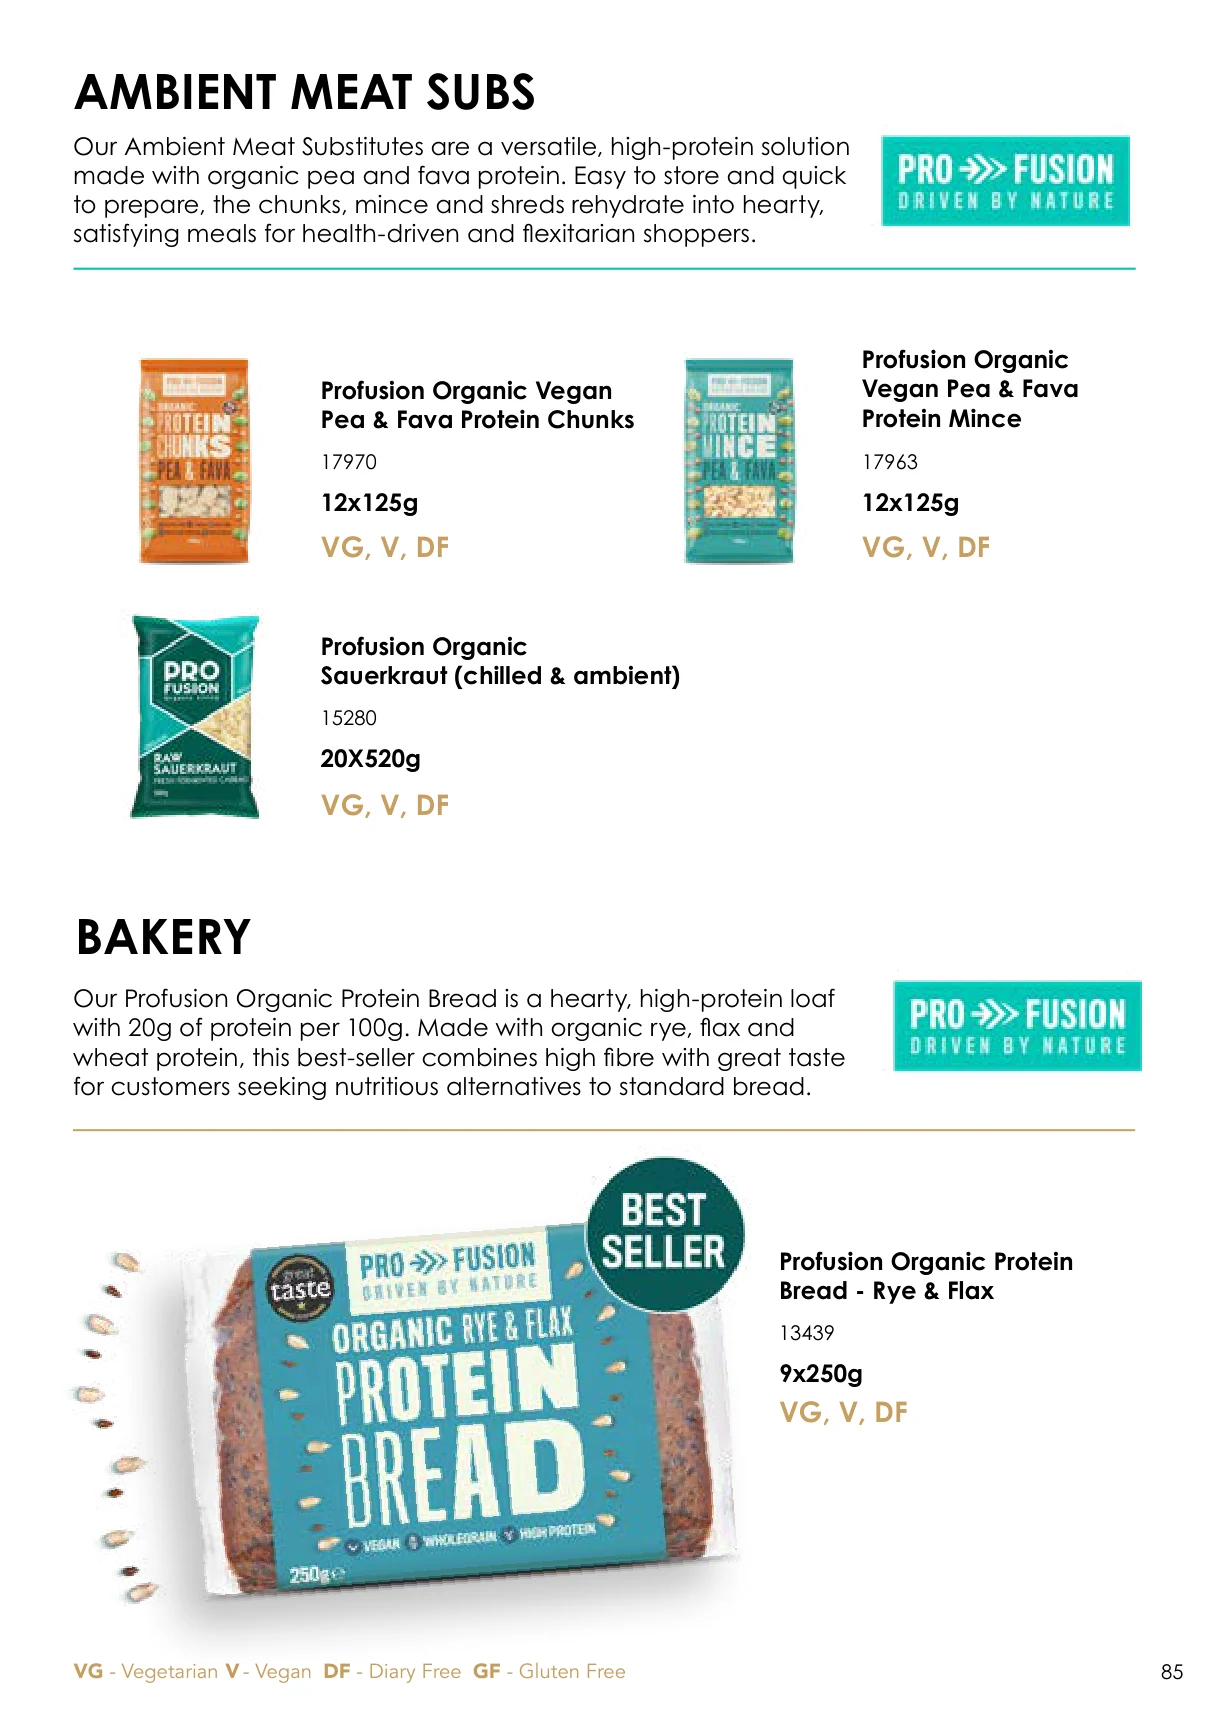 AMBIENT MEAT SUBS
Our Ambient Meat Substitutes are a versatile, high-protein solution
made with organic pea and fava protein. Easy to store and quick
to prepare, the chunks, mince and shreds rehydrate into hearty,
satisfying meals for health-driven and flexitarian shoppers.
PRO FUSION
DRIVEN BY NATURE
PRO FUSION
ORGANIC
PROTEIN
CHUNKS
PEA & FAVA
Profusion Organic Vegan
Pea & Fava Protein Chunks
17970
12x125g
VG, V, DF
PRO FUSION
ORGANIC
PROTEIN
MINCE
PEA & FAVA
Profusion Organic
Vegan Pea & Fava
Protein Mince
17963
12x125g
VG, V, DF
PRO
FUSION
RAW
SAUERKRAUT
Profusion Organic
Sauerkraut (chilled & ambient)
15280
20X520g
VG, V, DF
BAKERY
Our Profusion Organic Protein Bread is a hearty, high-protein loaf
with 20g of protein per 100g. Made with organic rye, flax and
wheat protein, this best-seller combines high fibre with great taste
for customers seeking nutritious alternatives to standard bread.
PRO FUSION
DRIVEN BY NATURE
BEST
SELLER
great
taste
PRO FUSION
DRIVEN BY NATURE
ORGANIC RYE & FLAX
PROTEIN
BREAD
VEGAN WHOLEGRAIN HIGH PROTEIN
250g e
Profusion Organic Protein
Bread - Rye & Flax
13439
9x250g
VG, V, DF
VG - Vegetarian V - Vegan DF - Diary Free GF - Gluten Free
85